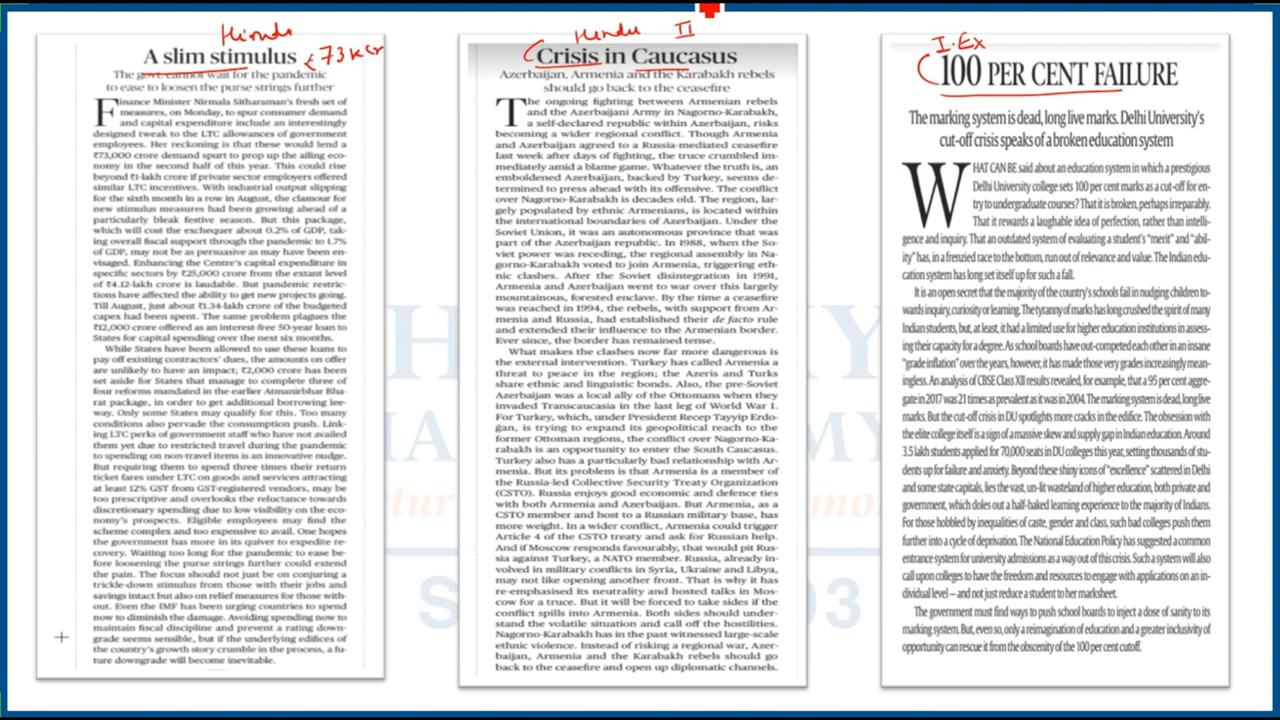 Hindu
A slim stimulus
₹73K Cr
The govt. cannot wait for the pandemic
to ease to loosen the purse strings further
Finance Minister Nirmala Sitharaman's fresh set of
measures, on Monday, to spur consumer demand
and capital expenditure include an interestingly
designed tweak to the LTC allowances of government
employees. Her reckoning is that these would lend a
₹73,000 crore demand spurt to prop up the ailing eco-
nomy in the second half of this year. This could rise
beyond ₹1-lakh crore if private sector employers offered
similar LTC incentives. With industrial output slipping
for the sixth month in a row in August, the clamour for
new stimulus measures had been growing ahead of a
particularly bleak festive season. But this package,
which will cost the exchequer about 0.2% of GDP, tak-
ing overall fiscal support through the pandemic to 1.7%
of GDP, may not be as persuasive as may have been en-
visaged. Enhancing the Centre's capital expenditure in
specific sectors by ₹25,000 crore from the extant level
of ₹4.12-lakh crore is laudable. But pandemic restric-
tions have affected the ability to get new projects going.
Till August, just about ₹1.34-lakh crore of the budgeted
capex had been spent. The same problem plagues the
₹12,000 crore offered as an interest-free 50-year loan to
States for capital spending over the next six months.
While States have been allowed to use these loans to
pay off existing contractors' dues, the amounts on offer
are unlikely to have an impact; ₹2,000 crore has been
set aside for States that manage to complete three of
four reforms mandated in the earlier Atmanirbhar Bha-
rat package, in order to get additional borrowing lee-
way. Only some States may qualify for this. Too many
conditions also pervade the consumption push. Link-
ing LTC perks of government staff who have not availed
them yet due to restricted travel during the pandemic
to spending on non-travel items is an innovative nudge.
But requiring them to spend three times their return
ticket fares under LTC on goods and services attracting
at least 12% GST from GST-registered vendors, may be
too prescriptive and overlooks the reluctance towards
discretionary spending due to low visibility on the eco-
nomy's prospects. Eligible employees may find the
scheme complex and too expensive to avail. One hopes
the government has more in its quiver to expedite re-
covery. Waiting too long for the pandemic to ease be-
fore loosening the purse strings further could extend
the pain. The focus should not just be on conjuring a
trickle-down stimulus from those with their jobs and
savings intact but also on relief measures for those with-
out. Even the IMF has been urging countries to spend
now to diminish the damage. Avoiding spending now to
maintain fiscal discipline and prevent a rating down-
grade seems sensible, but if the underlying edifices of
the country's growth story crumble in the process, a fu-
ture downgrade will become inevitable.
Hindu II
Crisis in Caucasus
Azerbaijan, Armenia and the Karabakh rebels
should go back to the ceasefire
The ongoing fighting between Armenian rebels
and the Azerbaijani Army in Nagorno-Karabakh,
a self-declared republic within Azerbaijan, risks
becoming a wider regional conflict. Though Armenia
and Azerbaijan agreed to a Russia-mediated ceasefire
last week after days of fighting, the truce crumbled im-
mediately amid a blame game. Whatever the truth is, an
emboldened Azerbaijan, backed by Turkey, seems de-
termined to press ahead with its offensive. The conflict
over Nagorno-Karabakh is decades old. The region, lar-
gely populated by ethnic Armenians, is located within
the international boundaries of Azerbaijan. Under the
Soviet Union, it was an autonomous province that was
part of the Azerbaijan republic. In 1988, when the So-
viet power was receding, the regional assembly in Na-
gorno-Karabakh voted to join Armenia, triggering eth-
nic clashes. After the Soviet disintegration in 1991,
Armenia and Azerbaijan went to war over this largely
mountainous, forested enclave. By the time a ceasefire
was reached in 1994, the rebels, with support from Ar-
menia and Russia, had established their de facto rule
and extended their influence to the Armenian border.
Ever since, the border has remained tense.
What makes the clashes now far more dangerous is
the external intervention. Turkey has called Armenia a
threat to peace in the region; the Azeris and Turks
share ethnic and linguistic bonds. Also, the pre-Soviet
Azerbaijan was a local ally of the Ottomans when they
invaded Transcaucasia in the last leg of World War I.
For Turkey, which, under President Recep Tayyip Erdo-
ğan, is trying to expand its geopolitical reach to the
former Ottoman regions, the conflict over Nagorno-Ka-
rabakh is an opportunity to enter the South Caucasus.
Turkey also has a particularly bad relationship with Ar-
menia. But its problem is that Armenia is a member of
the Russia-led Collective Security Treaty Organization
(CSTO). Russia enjoys good economic and defence ties
with both Armenia and Azerbaijan. But Armenia, as a
CSTO member and host to a Russian military base, has
more weight. In a wider conflict, Armenia could trigger
Article 4 of the CSTO treaty and ask for Russian help.
And if Moscow responds favourably, that would pit Rus-
sia against Turkey, a NATO member. Russia, already in-
volved in military conflicts in Syria, Ukraine and Libya,
may not like opening another front. That is why it has
re-emphasised its neutrality and hosted talks in Mos-
cow for a truce. But it will be forced to take sides if the
conflict spills into Armenia. Both sides should under-
stand the volatile situation and call off the hostilities.
Nagorno-Karabakh has in the past witnessed large-scale
ethnic violence. Instead of risking a regional war, Azer-
baijan, Armenia and the Karabakh rebels should go
back to the ceasefire and open up diplomatic channels.
I. Ex
100 PER CENT FAILURE
The marking system is dead, long live marks. Delhi University's
cut-off crisis speaks of a broken education system
WHAT CAN BE said about an education system in which a prestigious
Delhi University college sets 100 per cent marks as a cut-off for en-
try to undergraduate courses? That it is broken, perhaps irreparably.
That it rewards a laughable idea of perfection, rather than intelli-
gence and inquiry. That an outdated system of evaluating a student's "merit" and "abil-
ity" has, in a frenzied race to the bottom, run out of relevance and value. The Indian edu-
cation system has long set itself up for such a fall.
It is an open secret that the majority of the country's schools fail in nudging children to-
wards inquiry, curiosity or learning. The tyranny of marks has long crushed the spirit of many
Indian students, but, at least, it had a limited use for higher education institutions in assess-
ing their capacity for a degree. As school boards have out-competed each other in an insane
"grade inflation" over the years, however, it has made those very grades increasingly mean-
ingless. An analysis of CBSE Class XII results revealed, for example, that a 95 per cent aggre-
gate in 2017 was 21 times as prevalent as it was in 2004. The marking system is dead, long live
marks. But the cut-off crisis in DU spotlights more cracks in the edifice. The obsession with
the elite college itself is a sign of a massive skew and supply gap in Indian education. Around
3.5 lakh students applied for 70,000 seats in DU colleges this year, setting thousands of stu-
dents up for failure and anxiety. Beyond these shiny icons of "excellence" scattered in Delhi
and some state capitals, lies the vast, un-lit wasteland of higher education, both private and
government, which doles out a half-baked learning experience to the majority of Indians.
For those hobbled by inequalities of caste, gender and class, such bad colleges push them
further into a cycle of deprivation. The National Education Policy has suggested a common
entrance system for university admissions as a way out of this crisis. Such a system will also
call upon colleges to have the freedom and resources to engage with applications on an in-
dividual level – and not just reduce a student to her marksheet.
The government must find ways to push school boards to inject a dose of sanity to its
marking system. But, even so, only a reimagination of education and a greater inclusivity of
opportunity can rescue it from the obscenity of the 100 per cent cutoff.